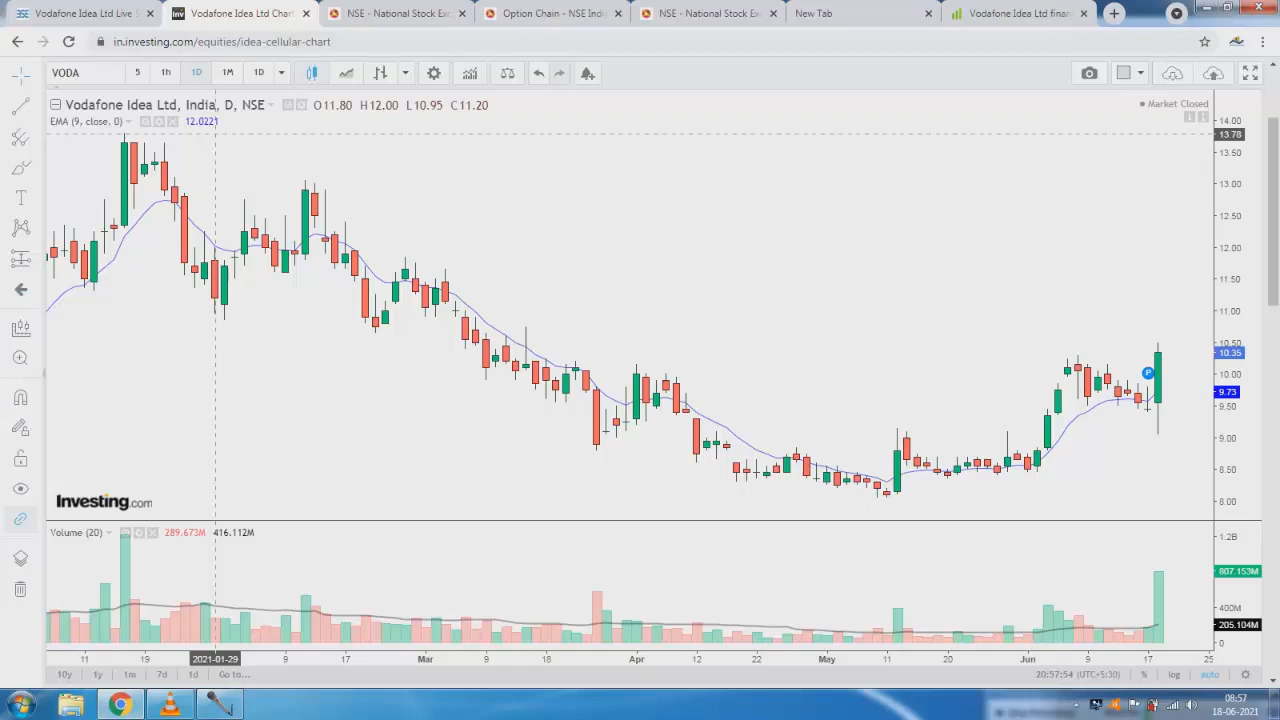 Vodafone Idea Ltd Live S
Vodafone Idea Ltd Chart
NSE - National Stock Ex
Option Chain - NSE Indi
NSE - National Stock Ex
New Tab
Vodafone Idea Ltd finan
in.investing.com/equities/idea-cellular-chart
VODA 5 1h 1D 1M 1D
Vodafone Idea Ltd, India, D, NSE O11.80 H12.00 L10.95 C11.20
Market Closed
EMA (9, close, 0) 12.0221
14.00
13.78
13.50
13.00
12.50
12.00
11.50
11.00
10.50
10.35
10.00
9.73
9.50
9.00
8.50
8.00
P
Investing.com
Volume (20) 289.673M 416.112M
1.2B
807.153M
400M
205.104M
0
11 19 2021-01-29 9 17 Mar 9 18 Apr 12 22 May 11 20 Jun 9 17 25
10y 1y 1m 7d 1d Go to... 20:57:54 (UTC+5:30) % log auto
08:57
18-06-2021